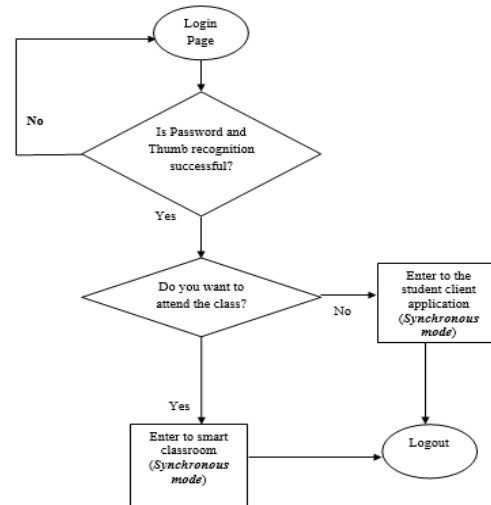 Login
Page
No
Is Password and
Thumb recognition
successful?
Yes
Do you want to
attend the class?
No
Enter to the
student client
application
(Synchronous
mode)
Yes
Enter to smart
classroom
(Synchronous
mode)
Logout